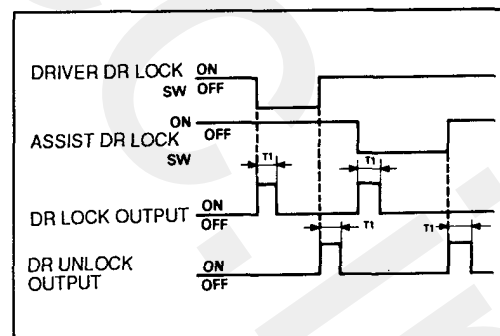 DRIVER DR LOCK ON
SW OFF
ASSIST DR LOCK ON
OFF
SW
T1 T1
DR LOCK OUTPUT ON
OFF
T1 T1
DR UNLOCK ON
OUTPUT OFF